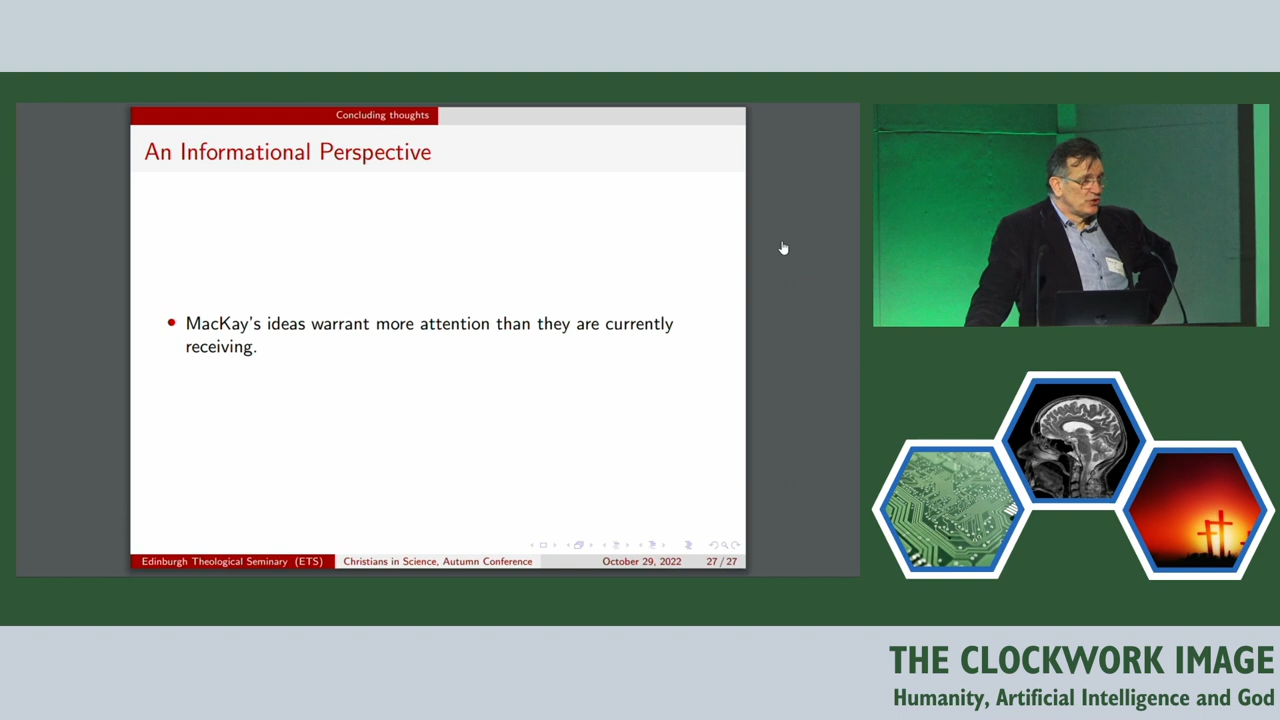 Concluding thoughts
An Informational Perspective
• MacKay's ideas warrant more attention than they are currently
receiving.
Edinburgh Theological Seminary (ETS) Christians in Science, Autumn Conference October 29, 2022 27 / 27
THE CLOCKWORK IMAGE
Humanity, Artificial Intelligence and God